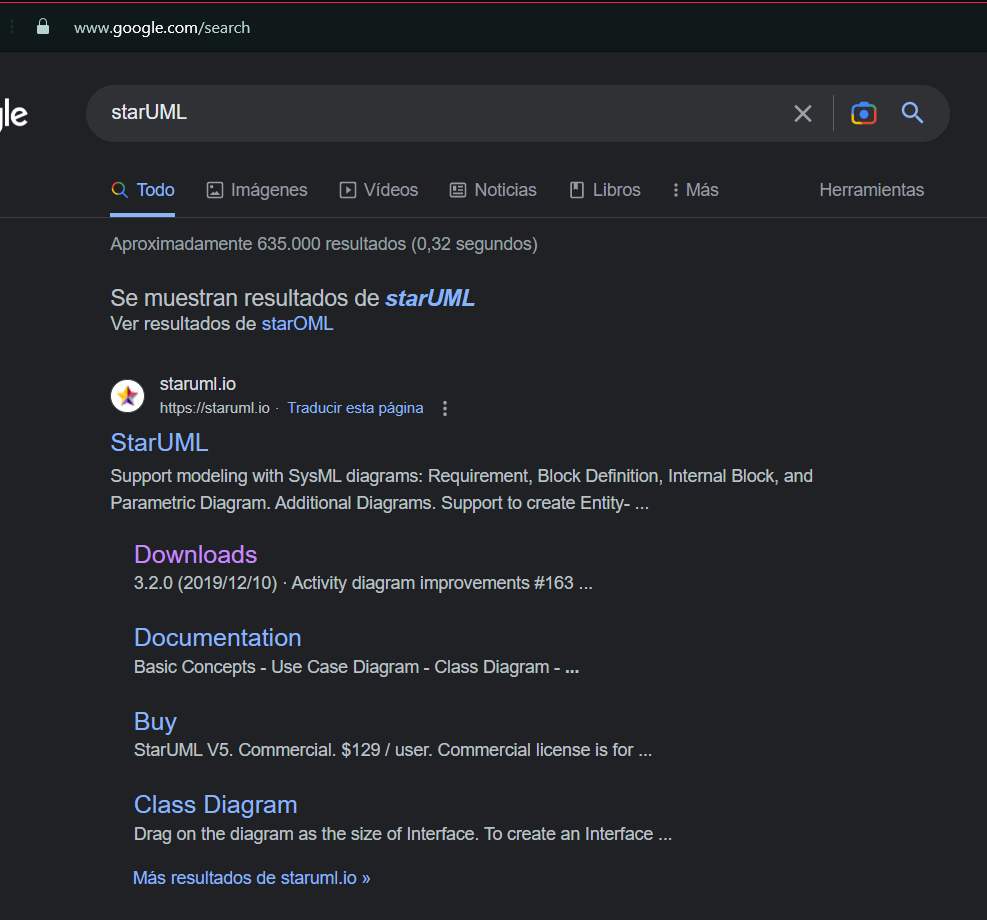 www.google.com/search
gle
starUML
Todo Imágenes Vídeos Noticias Libros Más Herramientas
Aproximadamente 635.000 resultados (0,32 segundos)
Se muestran resultados de starUML
Ver resultados de starOML
staruml.io
https://staruml.io · Traducir esta página
StarUML
Support modeling with SysML diagrams: Requirement, Block Definition, Internal Block, and
Parametric Diagram. Additional Diagrams. Support to create Entity- ...
Downloads
3.2.0 (2019/12/10) · Activity diagram improvements #163 ...
Documentation
Basic Concepts - Use Case Diagram - Class Diagram - ...
Buy
StarUML V5. Commercial. $129 / user. Commercial license is for ...
Class Diagram
Drag on the diagram as the size of Interface. To create an Interface ...
Más resultados de staruml.io »